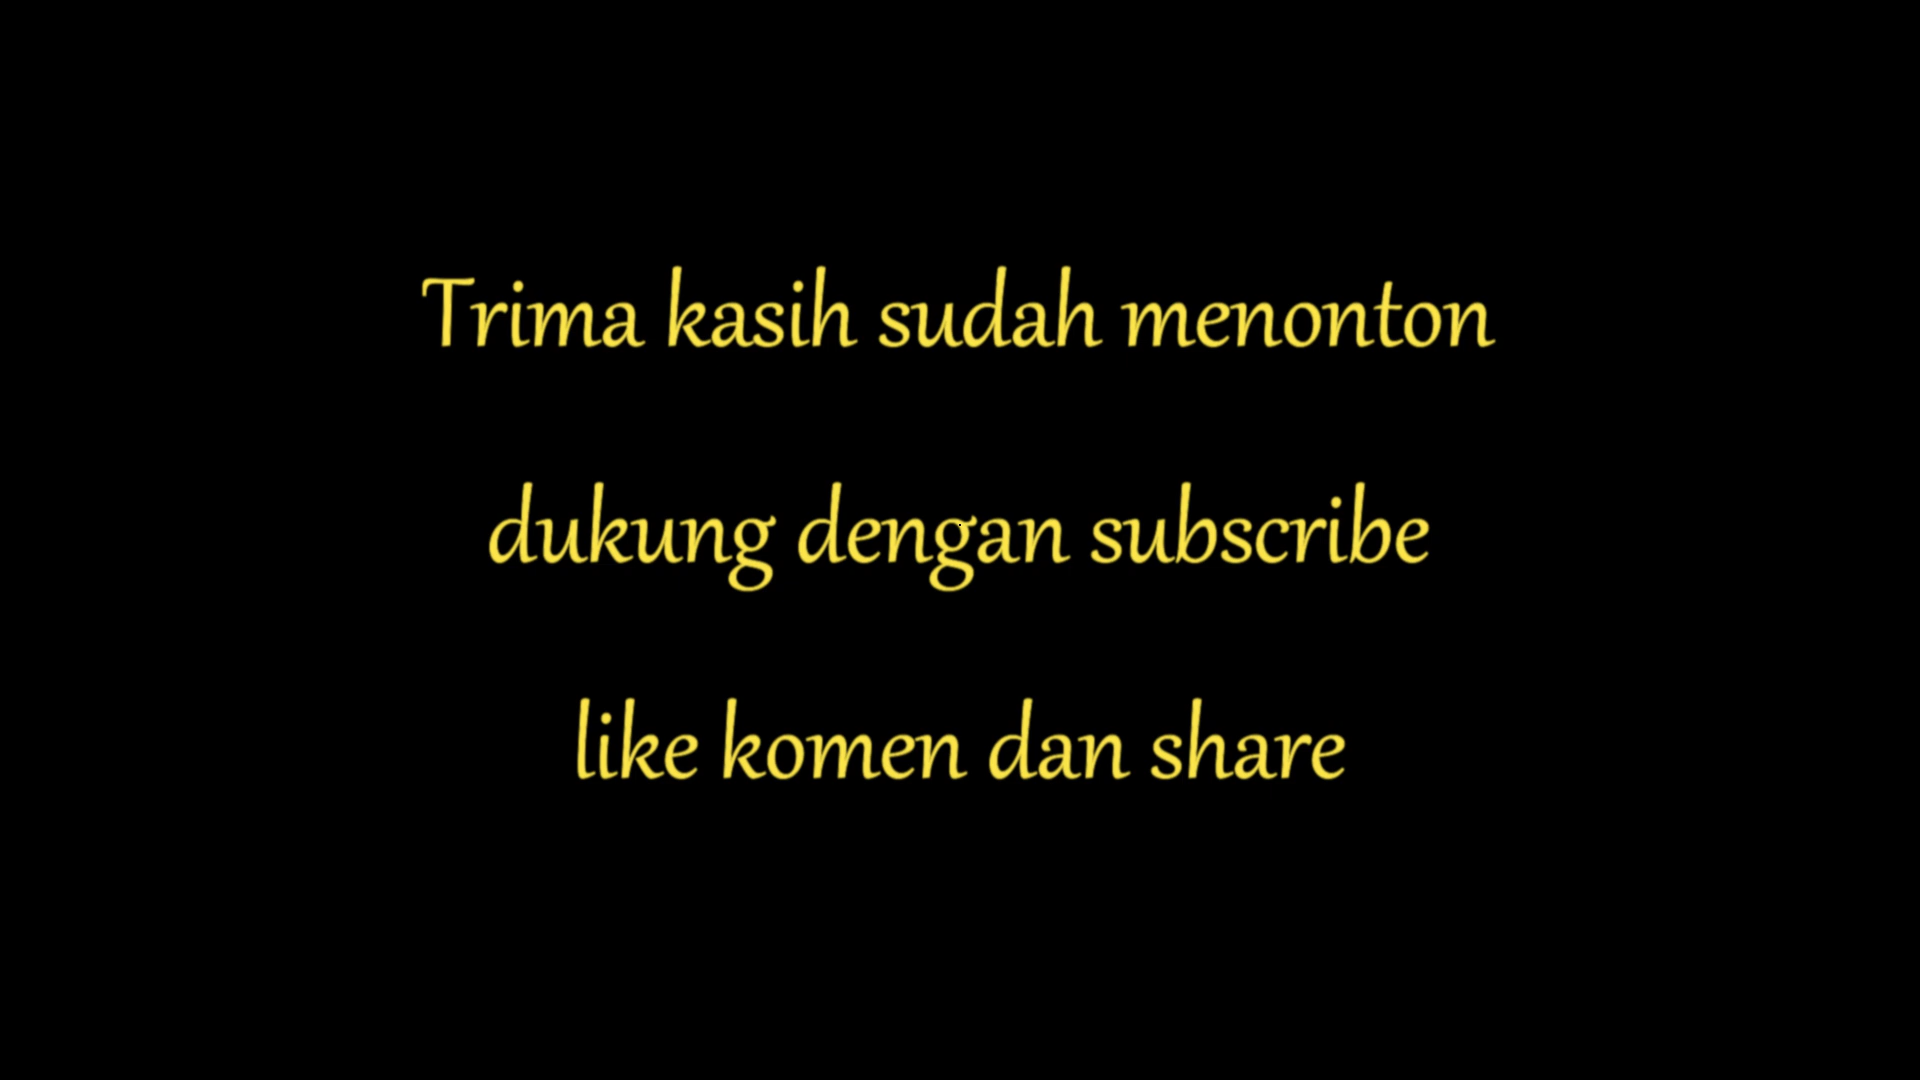 Trima kasih sudah menonton
dukung dengan subscribe
like komen dan share